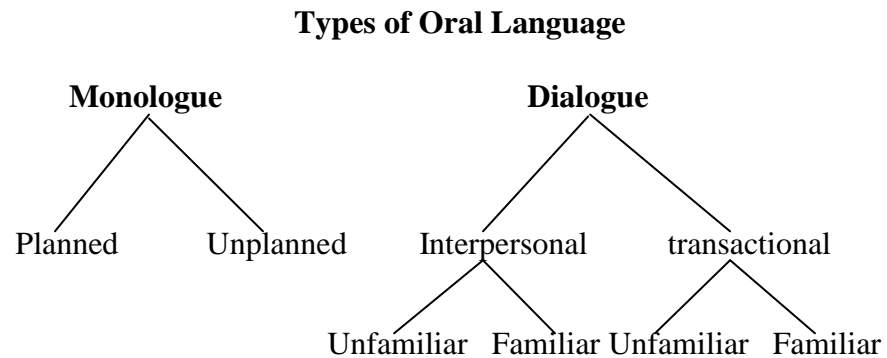 Types of Oral Language
Monologue Dialogue
Planned Unplanned Interpersonal transactional
Unfamiliar Familiar Unfamiliar Familiar